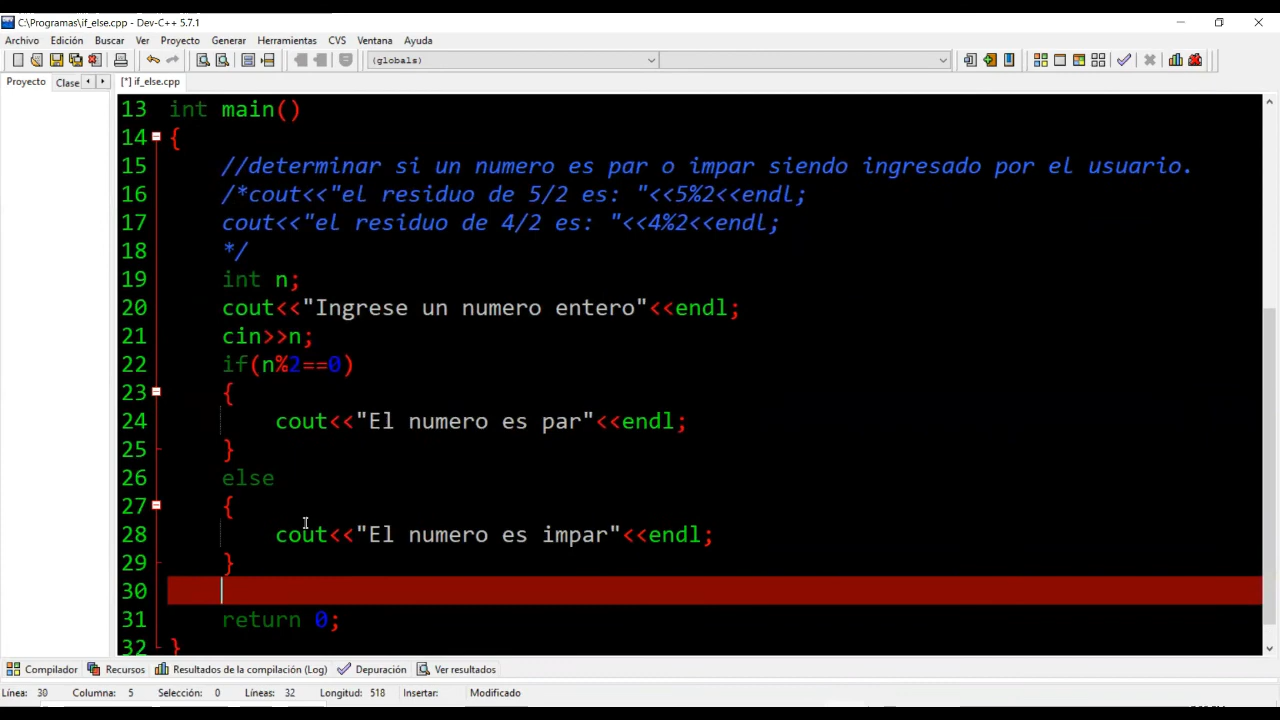 C:\Programas\if_else.cpp - Dev-C++ 5.7.1
Archivo Edición Buscar Ver Proyecto Generar Herramientas CVS Ventana Ayuda
(globals)
Proyecto Clase [*] if_else.cpp
13 int main()
14 {
15 //determinar si un numero es par o impar siendo ingresado por el usuario.
16 /*cout<<"el residuo de 5/2 es: "<<5%2<<endl;
17 cout<<"el residuo de 4/2 es: "<<4%2<<endl;
18 */
19 int n;
20 cout<<"Ingrese un numero entero"<<endl;
21 cin>>n;
22 if(n%2==0)
23 {
24 cout<<"El numero es par"<<endl;
25 }
26 else
27 {
28 cout<<"El numero es impar"<<endl;
29 }
30
31 return 0;
32 }
Compilador Recursos Resultados de la compilación (Log) Depuración Ver resultados
Línea: 30 Columna: 5 Selección: 0 Líneas: 32 Longitud: 518 Insertar: Modificado